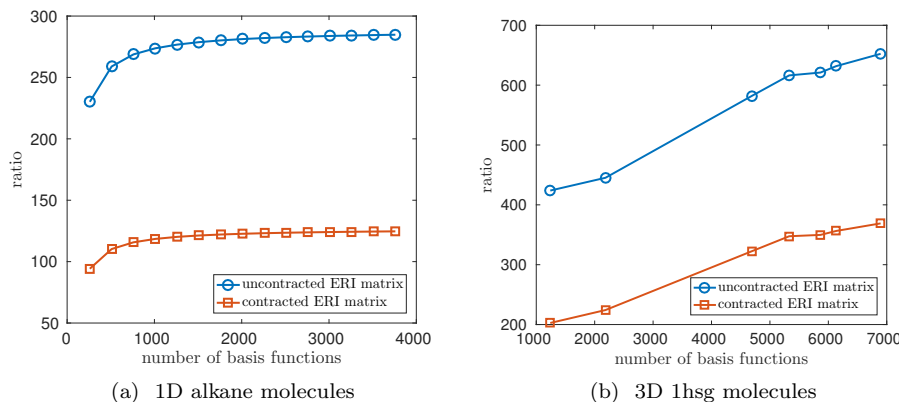 300
250
200
150
100
50
ratio
0
1000
2000
3000
4000
number of basis functions
uncontracted ERI matrix
contracted ERI matrix
(a) 1D alkane molecules
700
600
500
400
300
200
ratio
1000
2000
3000
4000
5000
6000
7000
number of basis functions
uncontracted ERI matrix
contracted ERI matrix
(b) 3D 1hsg molecules